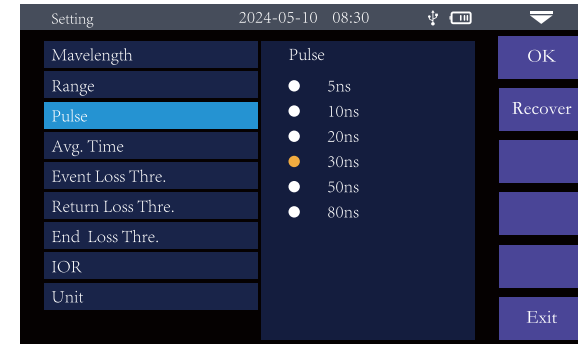 Setting 2024-05-10 08:30
Mavelength
Range
Pulse
Avg. Time
Event Loss Thre.
Return Loss Thre.
End Loss Thre.
IOR
Unit
Pulse
5ns
10ns
20ns
30ns
50ns
80ns
OK
Recover
Exit